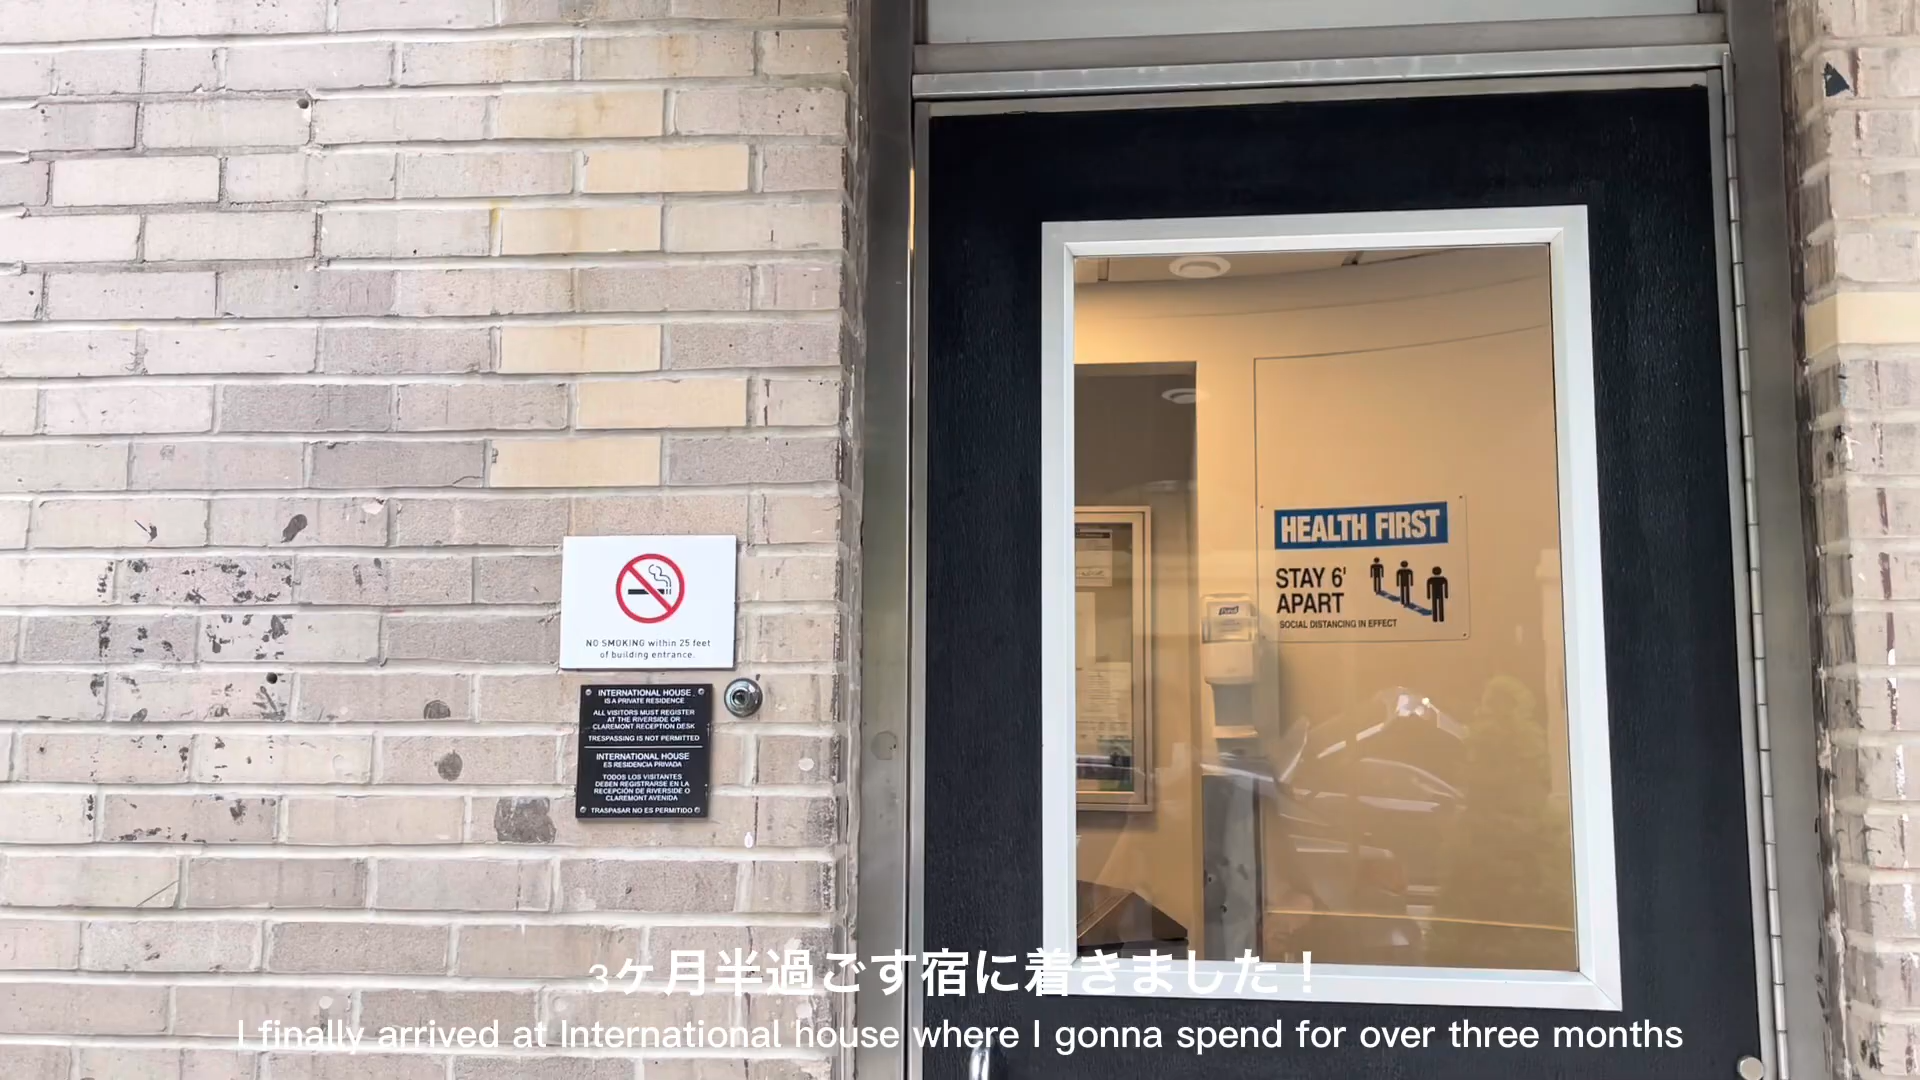 HEALTH FIRST
STAY 6'
APART
SOCIAL DISTANCING IN EFFECT
NO SMOKING within 25 feet
of building entrance.
INTERNATIONAL HOUSE
IS A PRIVATE RESIDENCE
ALL VISITORS MUST REGISTER
AT THE RIVERSIDE OR
CLAREMONT RECEPTION DESK
TRESPASSING IS NOT PERMITTED
INTERNATIONAL HOUSE
ES RESIDENCIA PRIVADA
TODOS LOS VISITANTES
DEBEN REGISTRARSE EN LA
RECEPCIÓN DE RIVERSIDE O
CLAREMONT AVENIDA
TRASPASAR NO ES PERMITIDO
3ケ月半過ごす宿に着きました！
I finally arrived at International house where I gonna spend for over three months